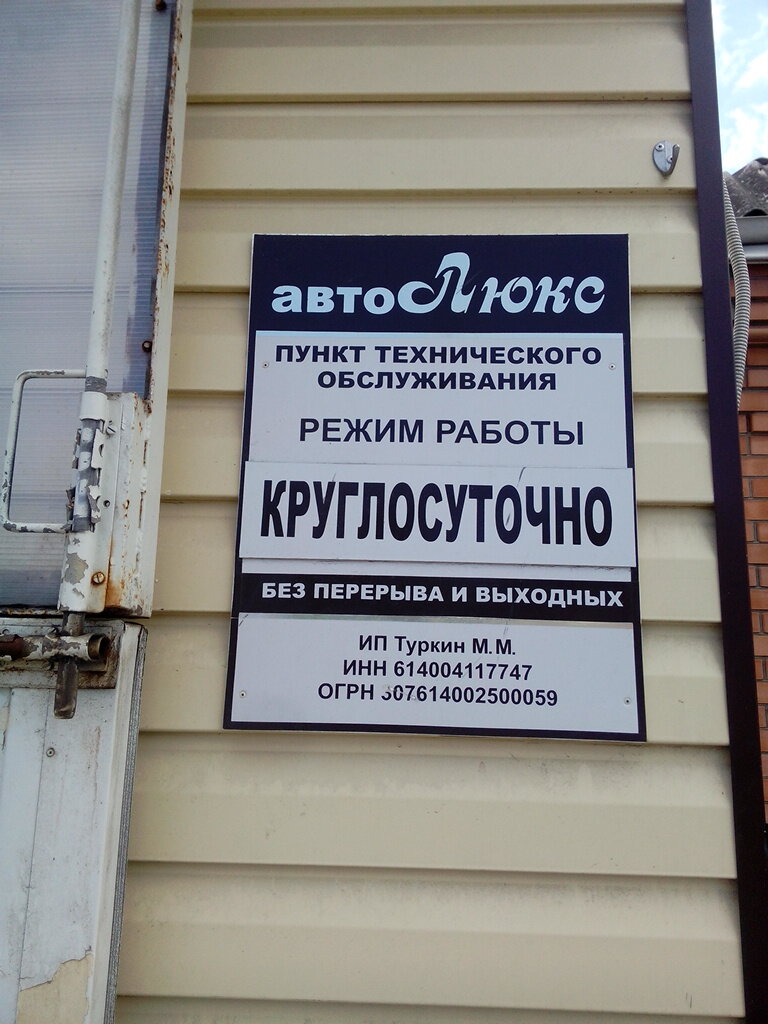 автоЛюкс
ПУНКТ ТЕХНИЧЕСКОГО
ОБСЛУЖИВАНИЯ
РЕЖИМ РАБОТЫ
КРУГЛОСУТОЧНО
БЕЗ ПЕРЕРЫВА И ВЫХОДНЫХ
ИП Туркин М.М.
ИНН 614004117747
ОГРН 307614002500059